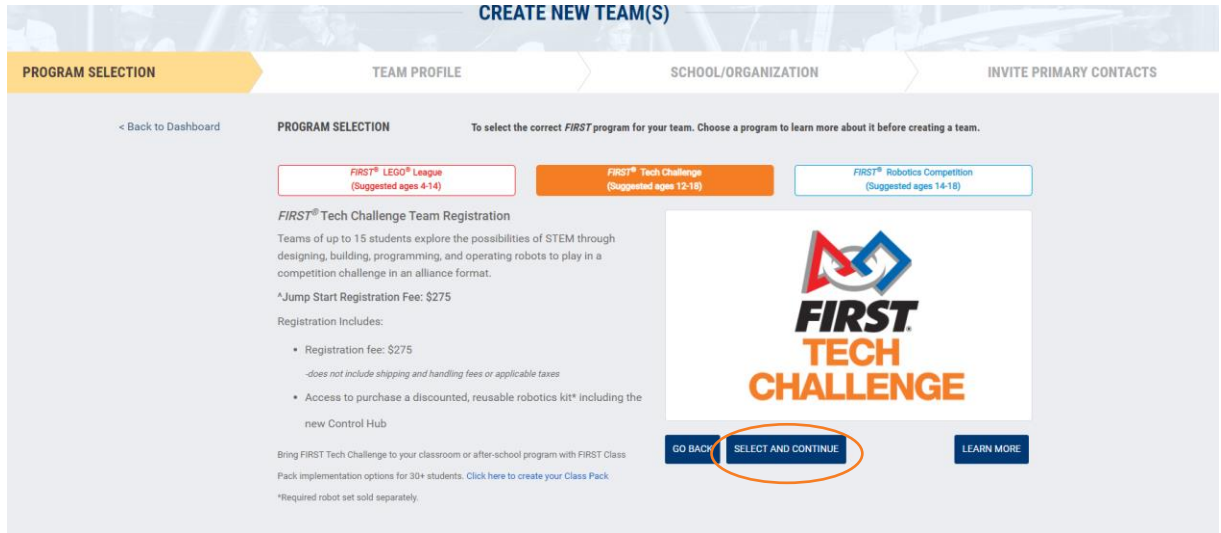 CREATE NEW TEAM(S)
PROGRAM SELECTION
TEAM PROFILE
SCHOOL/ORGANIZATION
INVITE PRIMARY CONTACTS
< Back to Dashboard
PROGRAM SELECTION
To select the correct FIRST program for your team. Choose a program to learn more about it before creating a team.
FIRST® LEGO® League
(Suggested ages 4-14)
FIRST® Tech Challenge
(Suggested ages 12-18)
FIRST® Robotics Competition
(Suggested ages 14-18)
FIRST® Tech Challenge Team Registration
Teams of up to 15 students explore the possibilities of STEM through
designing, building, programming, and operating robots to play in a
competition challenge in an alliance format.
^Jump Start Registration Fee: $275
Registration Includes:
• Registration fee: $275
-does not include shipping and handling fees or applicable taxes
• Access to purchase a discounted, reusable robotics kit* including the
new Control Hub
Bring FIRST Tech Challenge to your classroom or after-school program with FIRST Class
Pack implementation options for 30+ students. Click here to create your Class Pack
*Required robot set sold separately.
FIRST®
TECH
CHALLENGE
GO BACK
SELECT AND CONTINUE
LEARN MORE